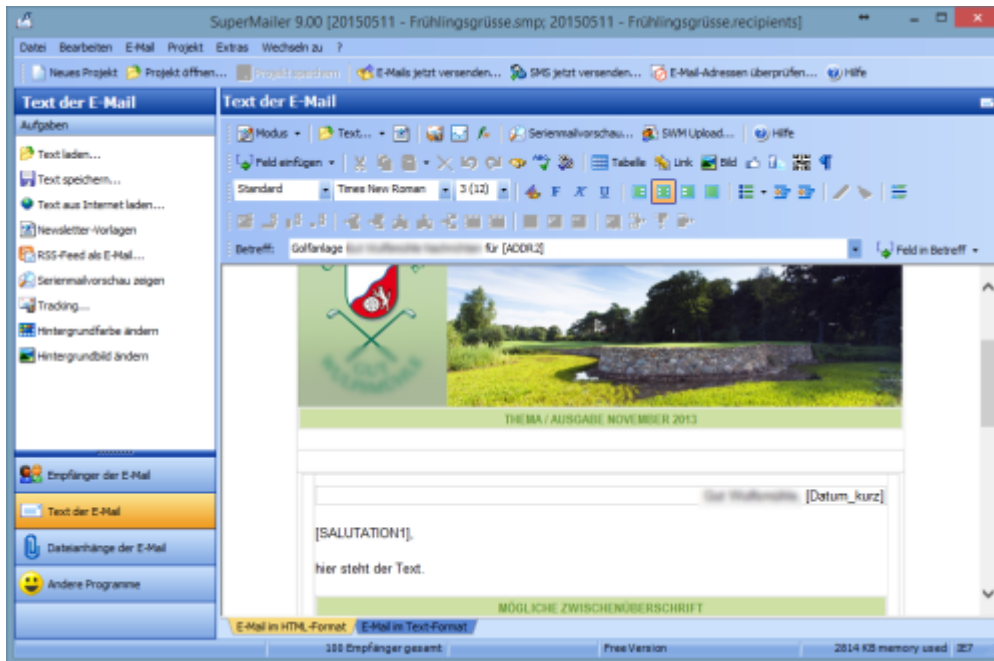 SuperMailer 9.00 [20150511 - Frühlingsgrüsse.smp; 20150511 - Frühlingsgrüsse.recipients]
Datei Bearbeiten E-Mail Projekt Extras Wechseln zu ?
Neues Projekt Projekt öffnen... Projekt speichern E-Mails jetzt versenden... SMS jetzt versenden... E-Mail-Adressen überprüfen... Hilfe
Text der E-Mail
Aufgaben
Text laden...
Text speichern...
Text aus Internet laden...
Newsletter-Vorlagen
RSS-Feed als E-Mail...
Serienmailvorschau zeigen
Tracking...
Hintergrundfarbe ändern
Hintergrundbild ändern
Empfänger der E-Mail
Text der E-Mail
Dateianhänge der E-Mail
Andere Programme
Text der E-Mail
Modus Text... Serienmailvorschau... SWM Upload... Hilfe
Feld einfügen Tabelle Link Bild
Standard Times New Roman 3 (12) F K U
Betreff: Golfanlage für [ADDR2] Feld in Betreff
THEMA / AUSGABE NOVEMBER 2013
[Datum_kurz]
[SALUTATION1],
hier steht der Text.
MÖGLICHE ZWISCHENÜBERSCHRIFT
E-Mail im HTML-Format E-Mail im Text-Format
100 Empfänger gesamt Free Version 2814 KB memory used IE7